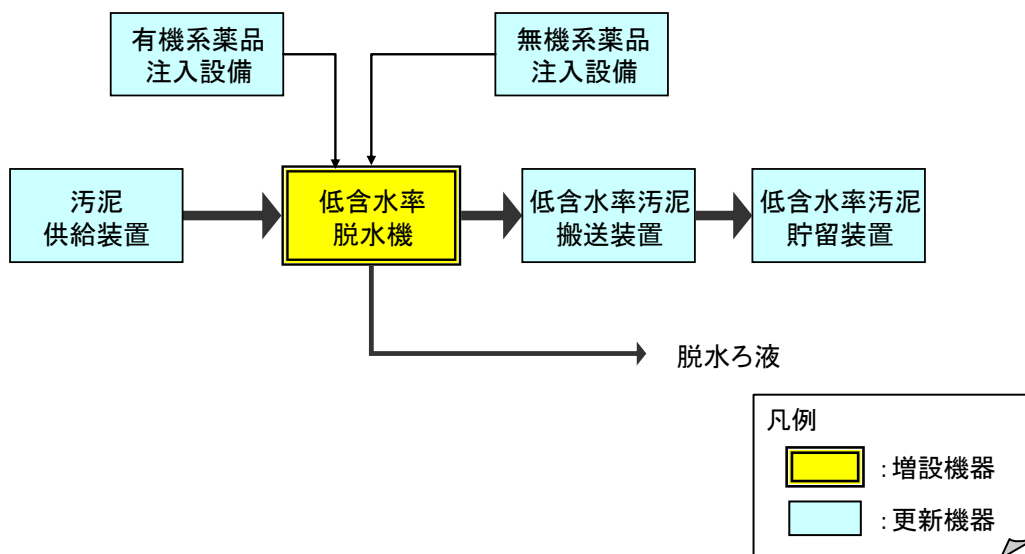 有機系薬品
注入設備
無機系薬品
注入設備
汚泥
供給装置
低含水率
脱水機
低含水率汚泥
搬送装置
低含水率汚泥
貯留装置
脱水ろ液
凡例
：増設機器
：更新機器